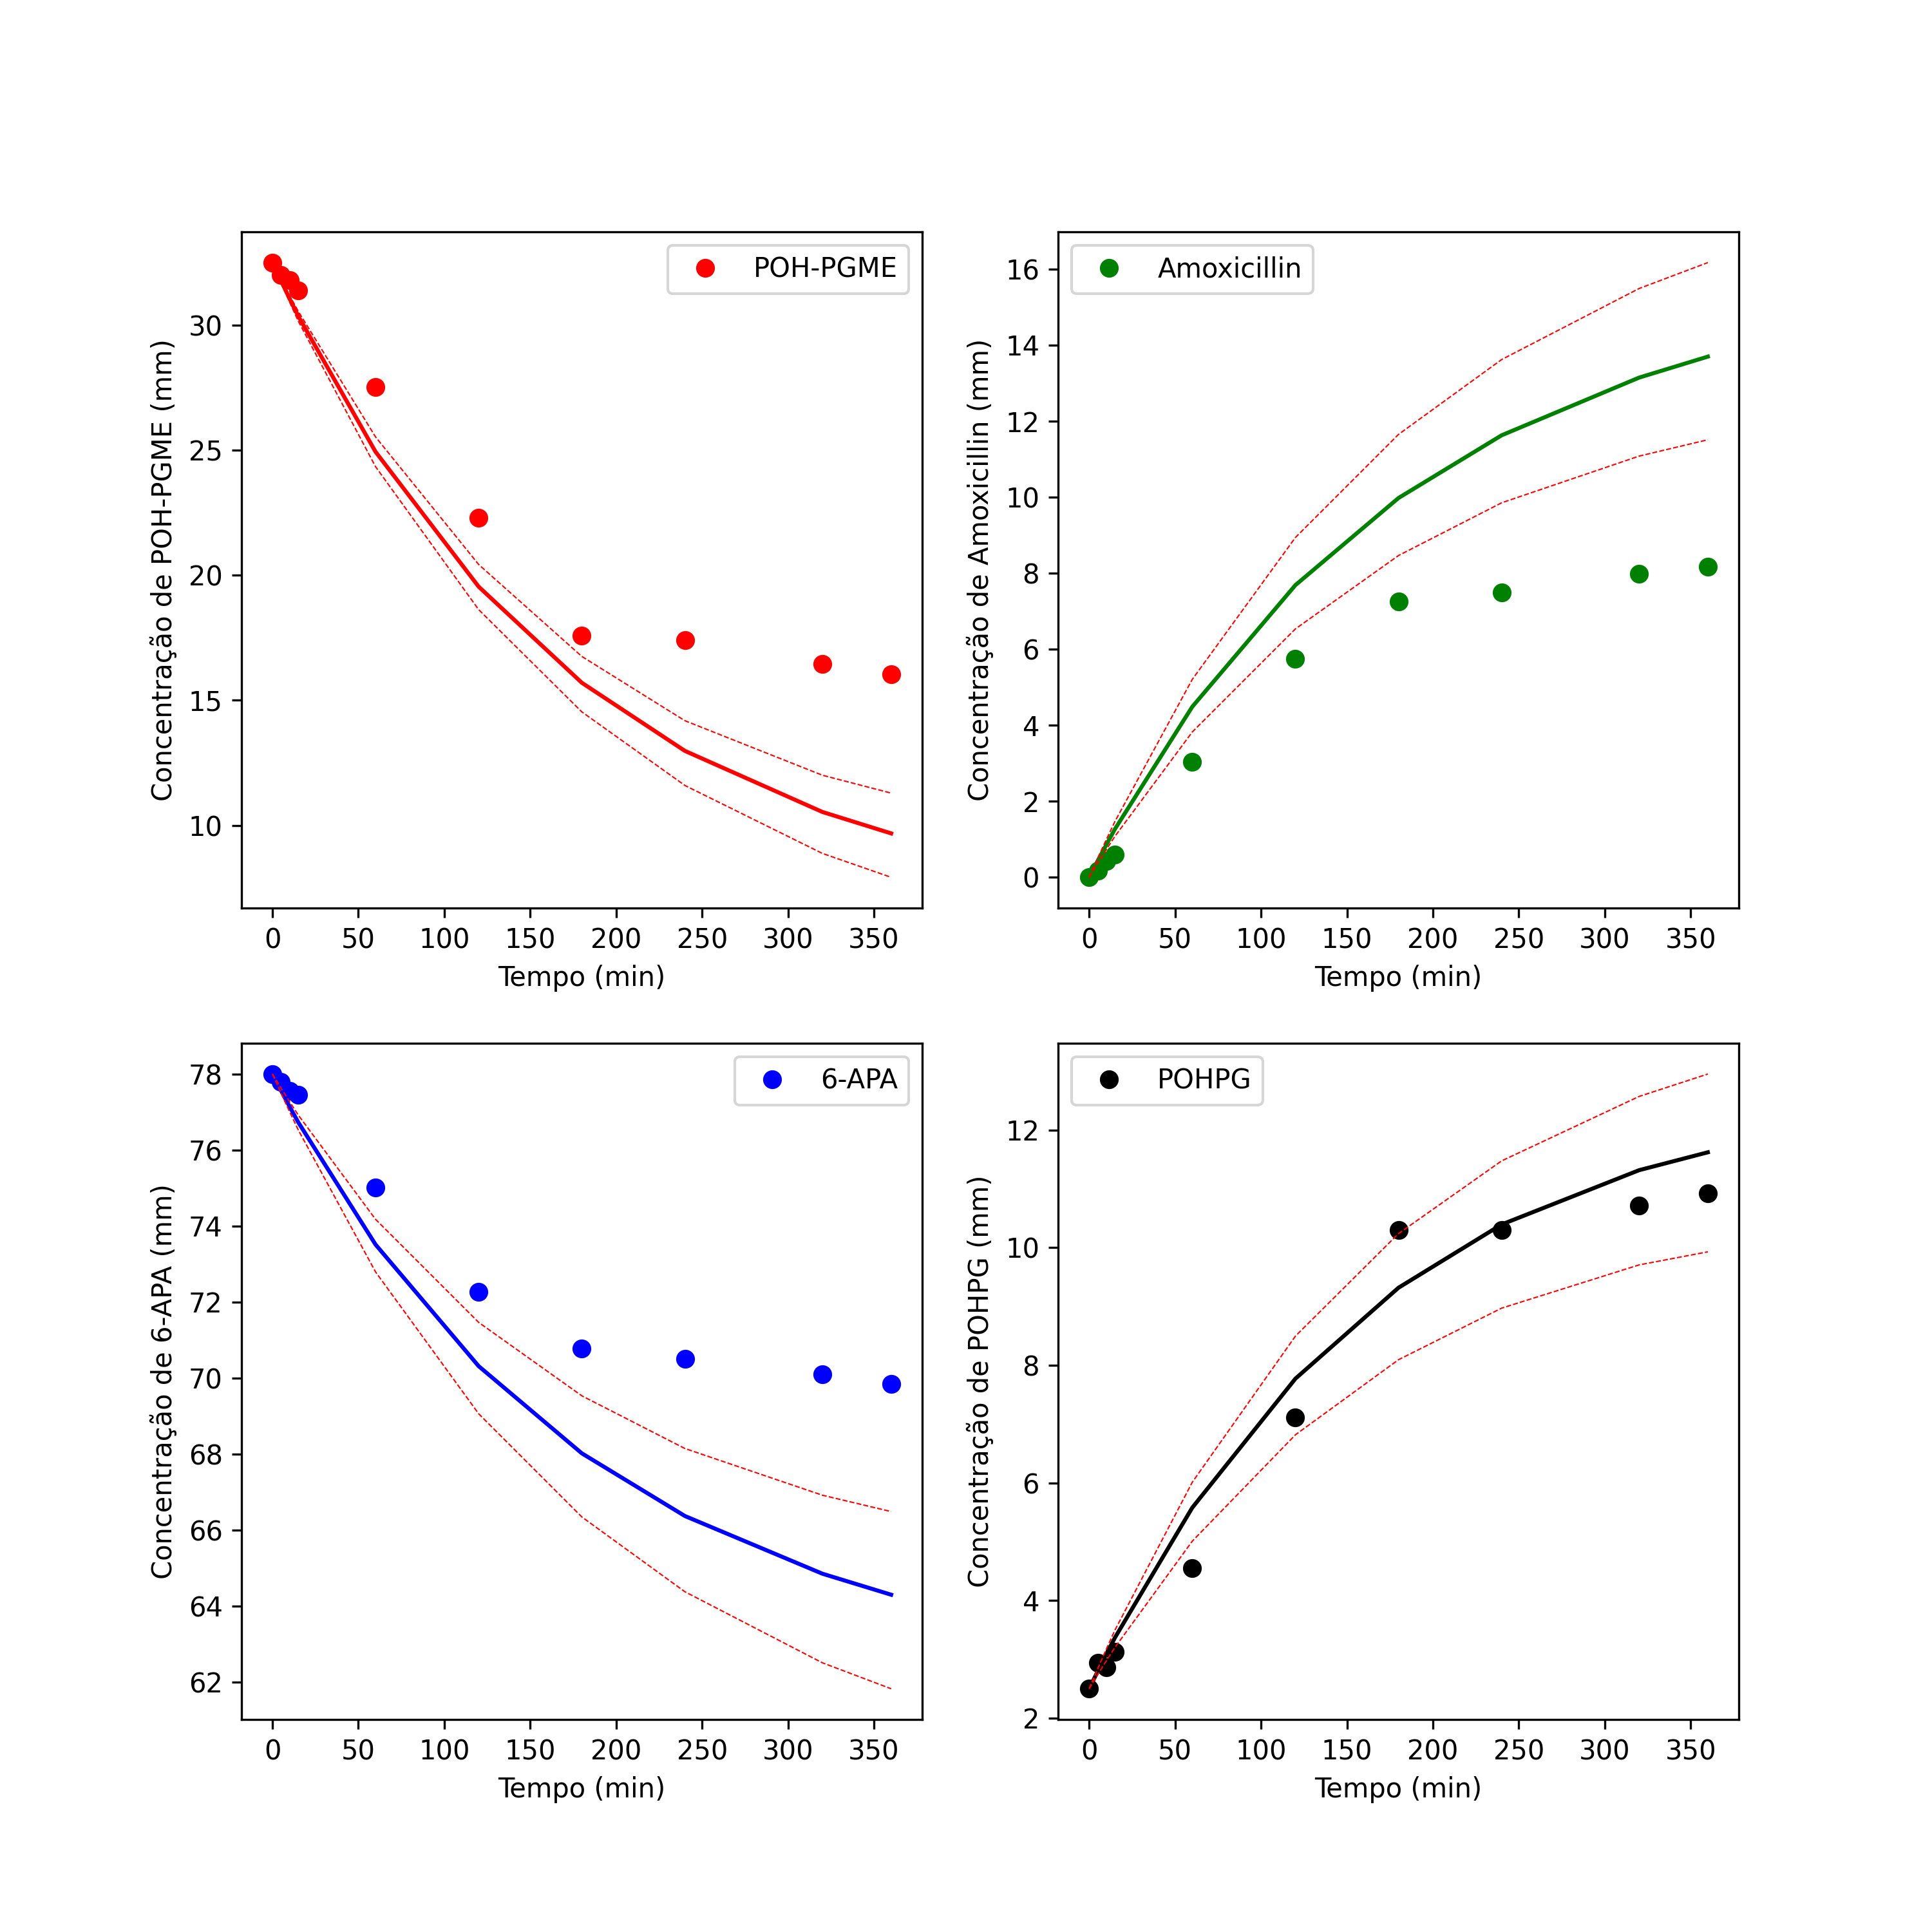 POH-PGME
Concentração de POH-PGME (mm)
30
25
20
15
10
0 50 100 150 200 250 300 350
Tempo (min)
Amoxicillin
Concentração de Amoxicillin (mm)
16
14
12
10
8
6
4
2
0
0 50 100 150 200 250 300 350
Tempo (min)
6-APA
Concentração de 6-APA (mm)
78
76
74
72
70
68
66
64
62
0 50 100 150 200 250 300 350
Tempo (min)
POHPG
Concentração de POHPG (mm)
12
10
8
6
4
2
0 50 100 150 200 250 300 350
Tempo (min)